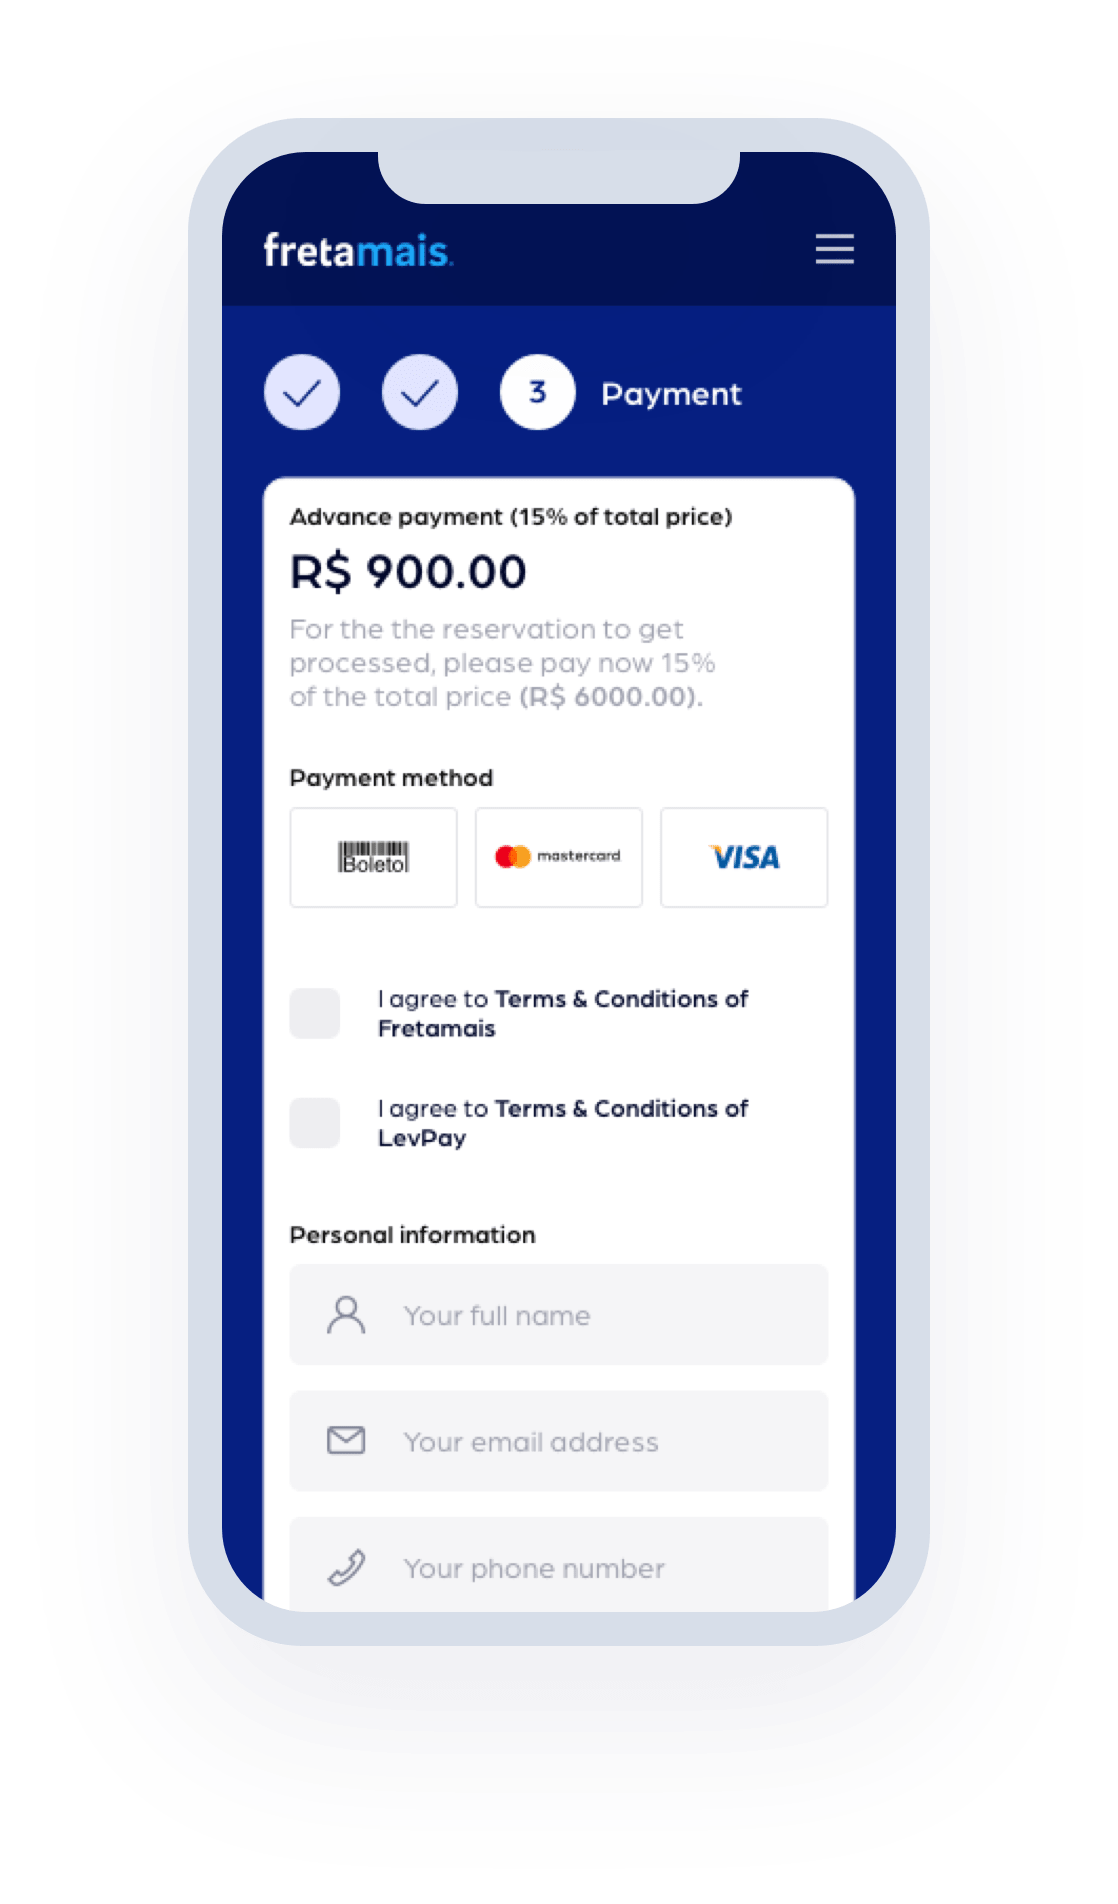 fretamais.
3 Payment
Advance payment (15% of total price)
R$ 900.00
For the the reservation to get
processed, please pay now 15%
of the total price (R$ 6000.00).
Payment method
Boleto mastercard VISA
I agree to Terms & Conditions of
Fretamais
I agree to Terms & Conditions of
LevPay
Personal information
Your full name
Your email address
Your phone number